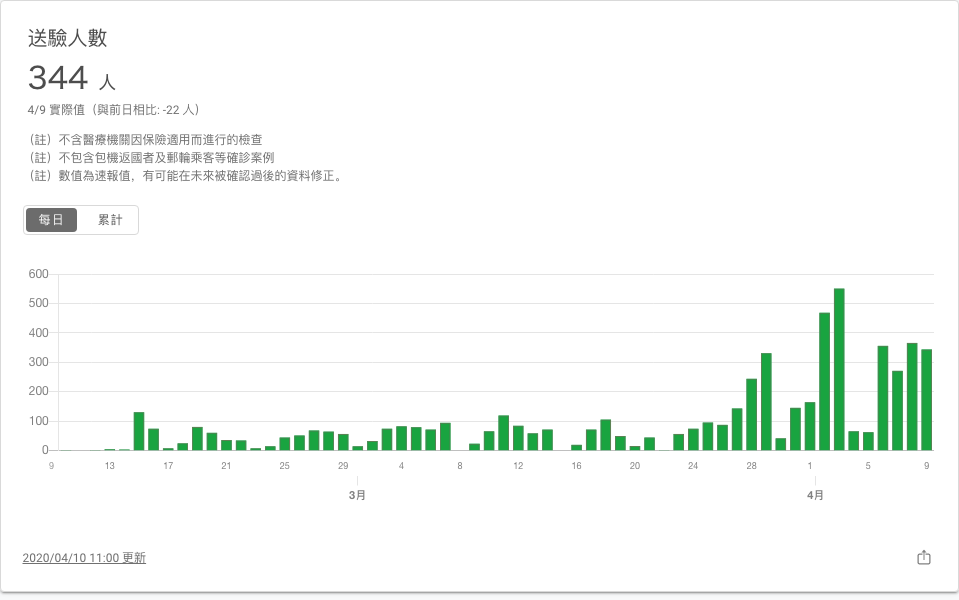 送驗人數
344 人
4/9 實際值（與前日相比: -22 人）
（註）不含醫療機關因保險適用而進行的檢查
（註）不包含包機返國者及郵輪乘客等確診案例
（註）數值為速報值，有可能在未來被確認過後的資料修正。
每日 累計
600
500
400
300
200
100
0
9 13 17 21 25 29 4 8 12 16 20 24 28 1 5 9
3月 4月
2020/04/10 11:00 更新